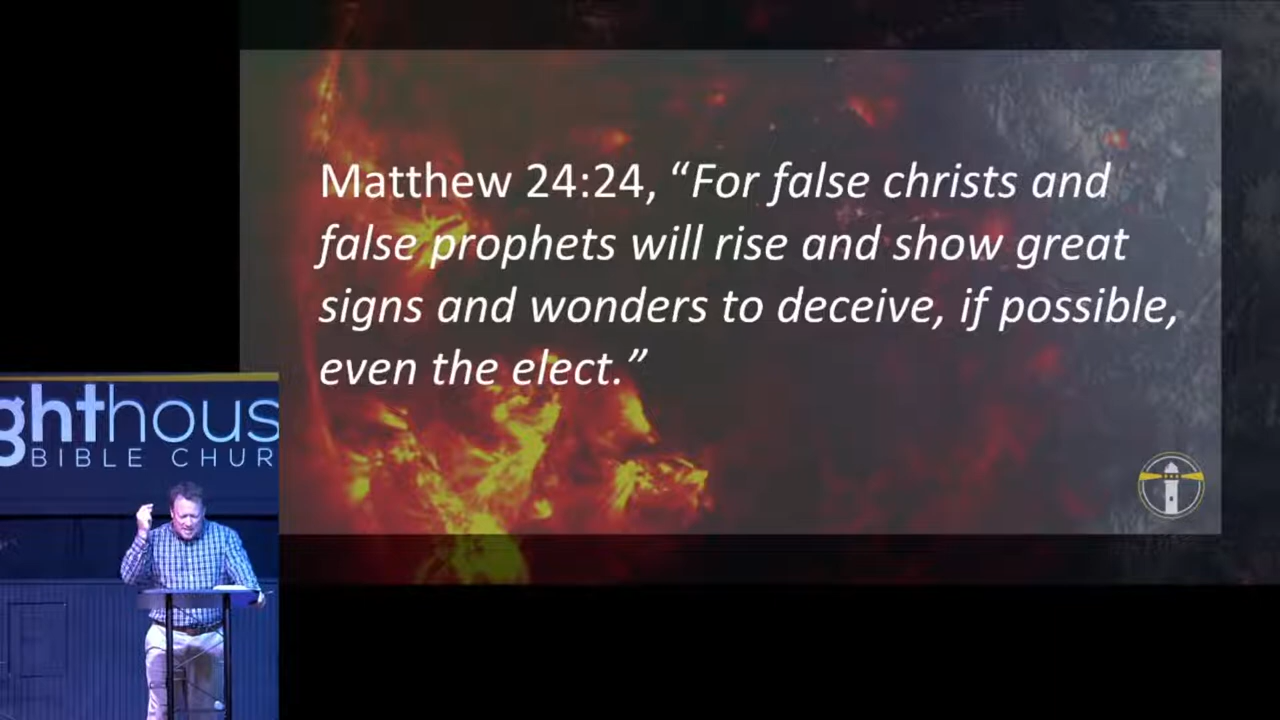 Matthew 24:24, “For false christs and
false prophets will rise and show great
signs and wonders to deceive, if possible,
even the elect.”
ghthous
BIBLE CHUR